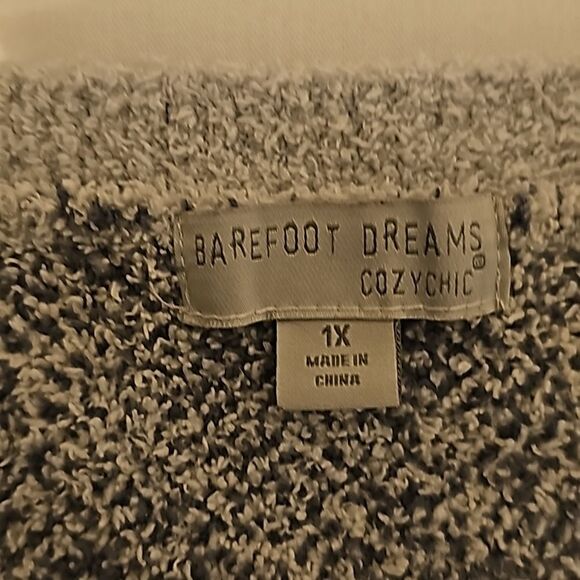 BAREFOOT DREAMS
COZYCHIC®
1X
MADE IN
CHINA